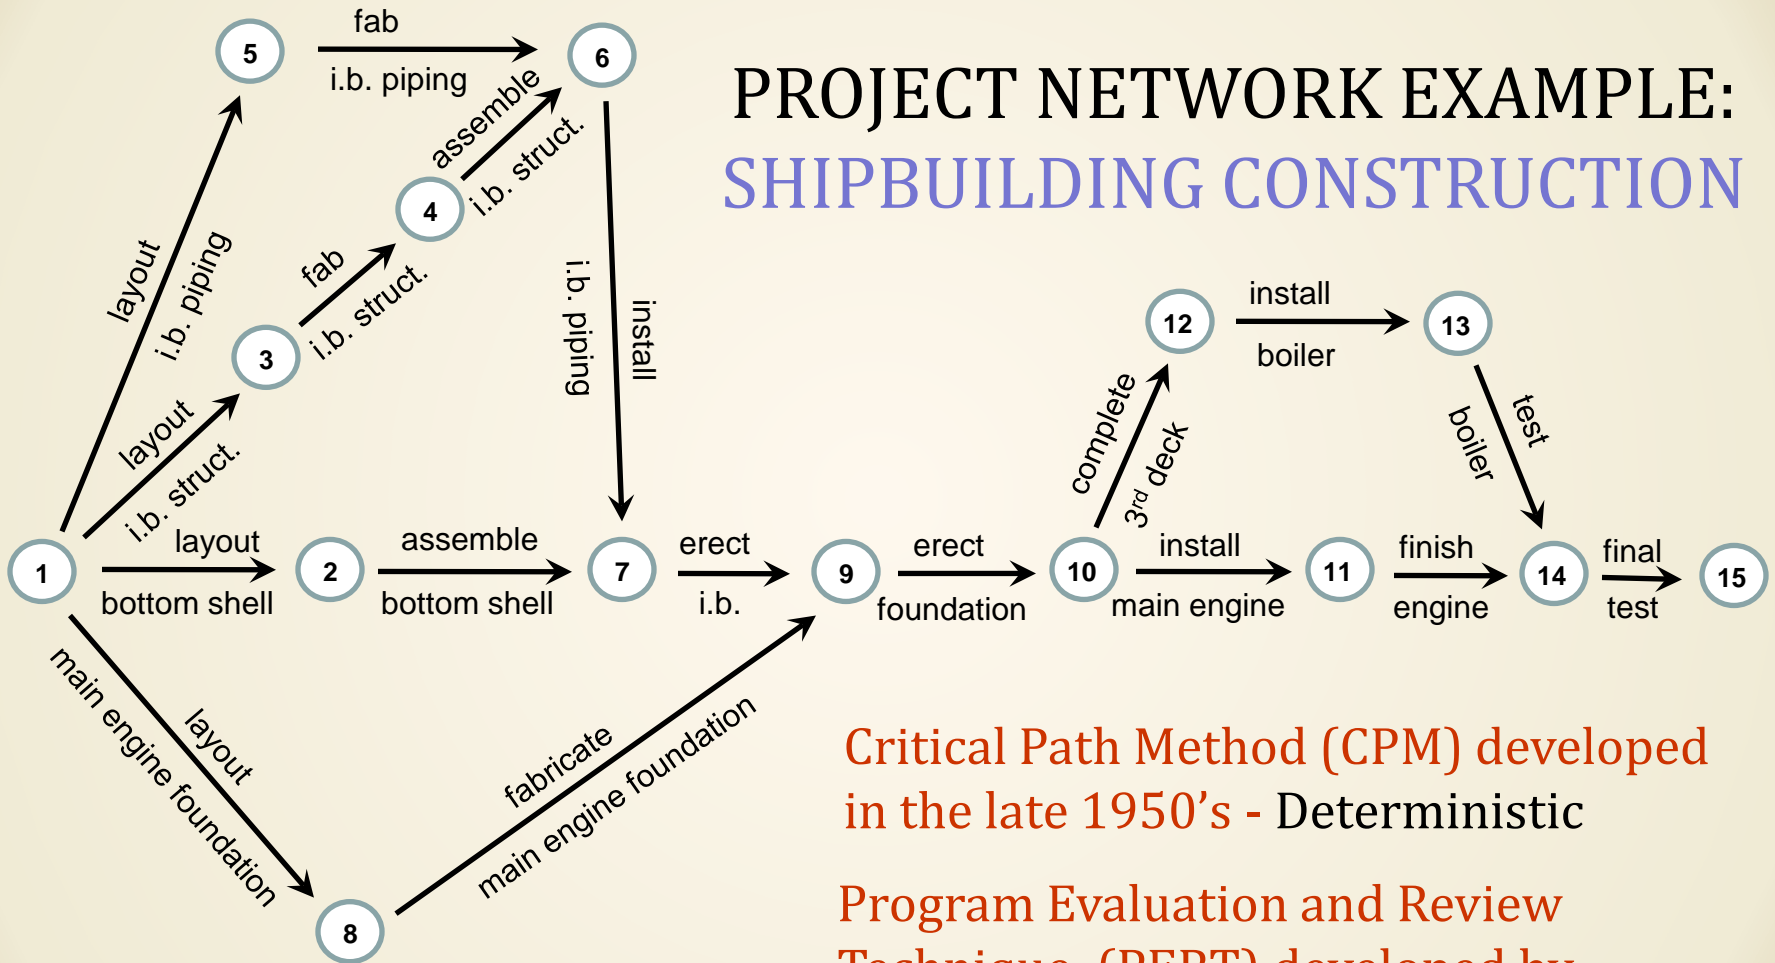 PROJECT NETWORK EXAMPLE:
SHIPBUILDING CONSTRUCTION
5
fab
i.b. piping
6
assemble
i.b. struct.
4
layout
i.b. piping
fab
i.b. struct.
3
i.b. piping
install
layout
i.b. struct.
12
install
boiler
13
complete
3rd deck
test
boiler
1
layout
bottom shell
2
assemble
bottom shell
7
erect
i.b.
9
erect
foundation
10
install
main engine
11
finish
engine
14
final
test
15
layout
main engine foundation
fabricate
main engine foundation
8
Critical Path Method (CPM) developed
in the late 1950’s - Deterministic
Program Evaluation and Review
Technique (PERT) developed by